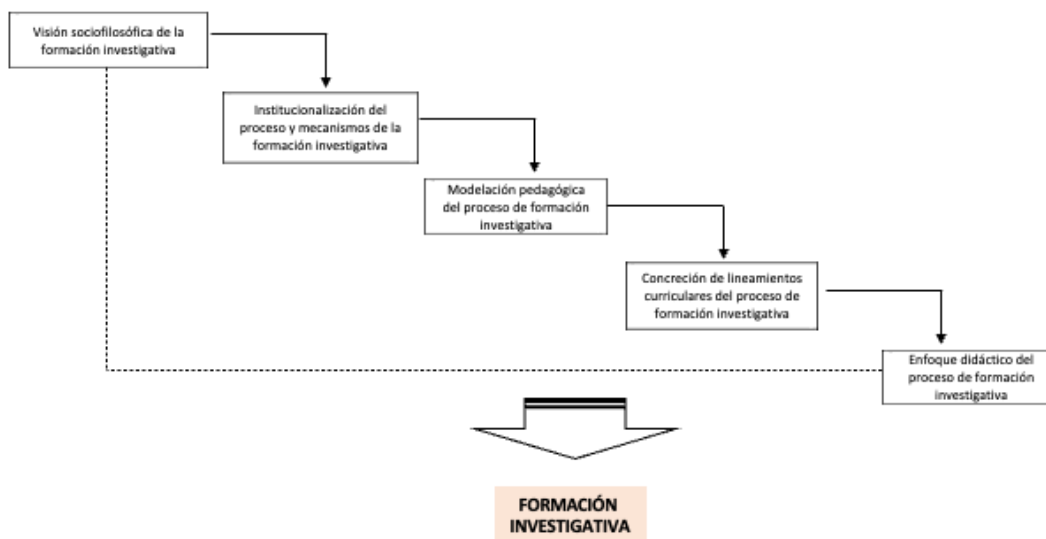 Visión sociofilosófica de la
formación investigativa
Institucionalización del
proceso y mecanismos de la
formación investigativa
Modelación pedagógica
del proceso de formación
investigativa
Concreción de lineamientos
curriculares del proceso de
formación investigativa
Enfoque didáctico del
proceso de formación
investigativa
FORMACIÓN
INVESTIGATIVA